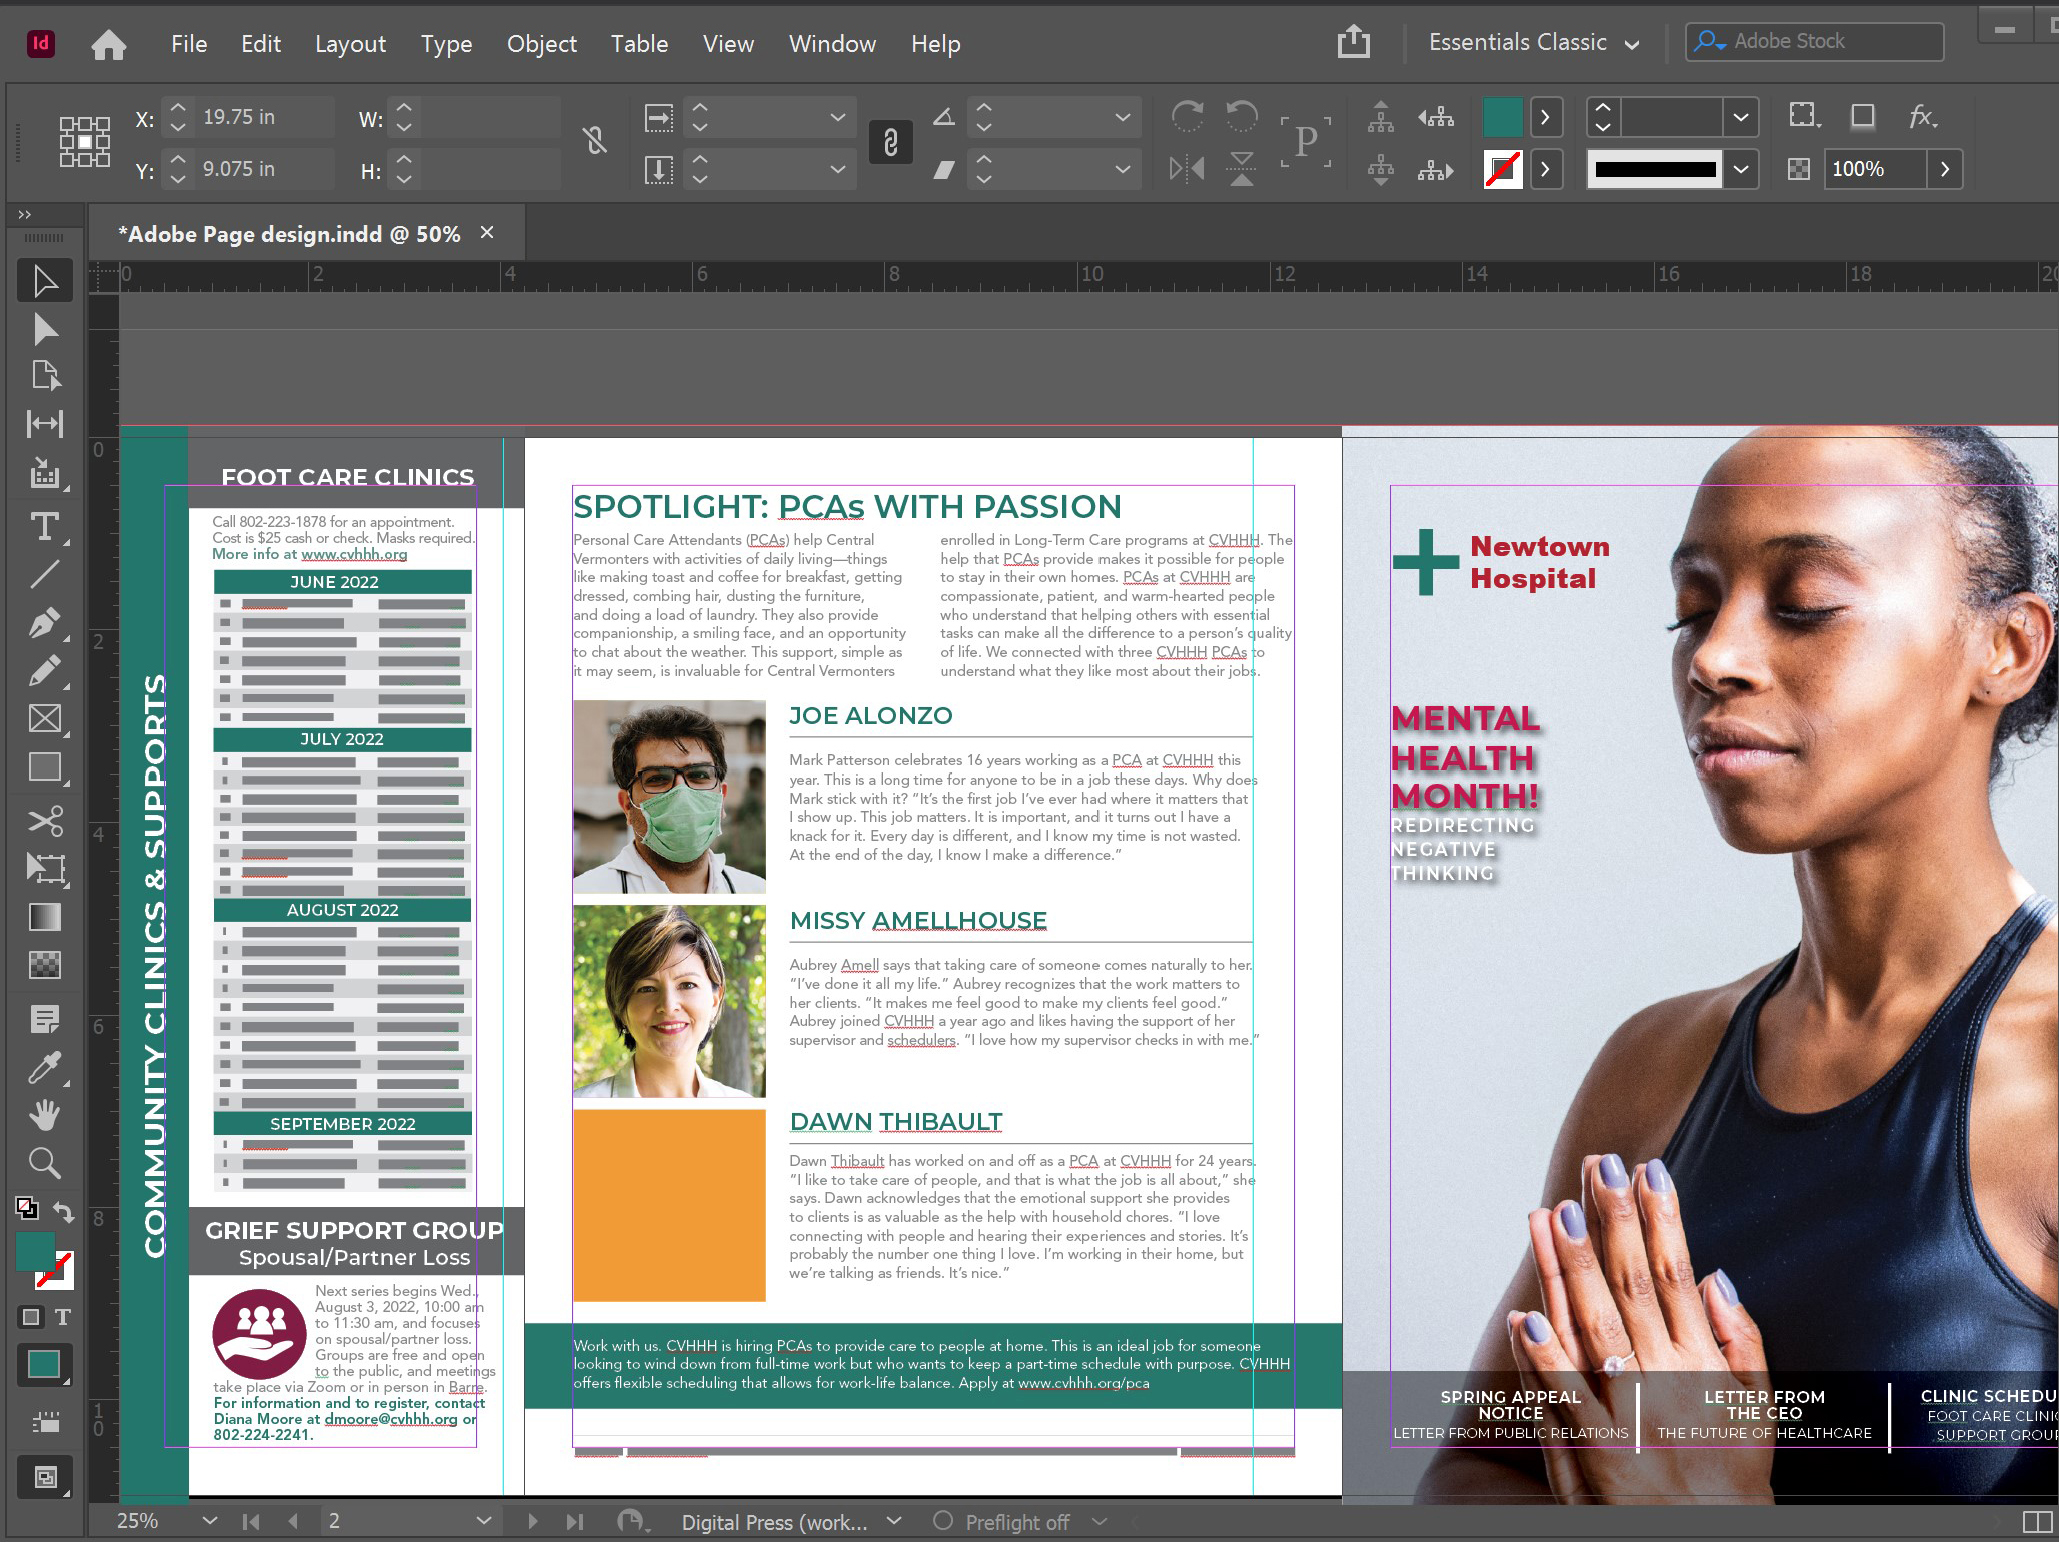 Id File Edit Layout Type Object Table View Window Help Essentials Classic Adobe Stock
X: 19.75 in W: 
Y: 9.075 in H: 
P
fx.
100%
*Adobe Page design.indd @ 50% ×
0 2 4 6 8 10 12 14 16 18 20
0
2
4
6
8
10
T
T
COMMUNITY CLINICS & SUPPORTS
FOOT CARE CLINICS
Call 802-223-1878 for an appointment.
Cost is $25 cash or check. Masks required.
More info at www.cvhhh.org
JUNE 2022
JULY 2022
AUGUST 2022
SEPTEMBER 2022
GRIEF SUPPORT GROUP
Spousal/Partner Loss
Next series begins Wed.,
August 3, 2022, 10:00 am
to 11:30 am, and focuses
on spousal/partner loss.
Groups are free and open
to the public, and meetings
take place via Zoom or in person in Barre.
For information and to register, contact
Diana Moore at dmoore@cvhhh.org or
802-224-2241.
SPOTLIGHT: PCAs WITH PASSION
Personal Care Attendants (PCAs) help Central
Vermonters with activities of daily living—things
like making toast and coffee for breakfast, getting
dressed, combing hair, dusting the furniture,
and doing a load of laundry. They also provide
companionship, a smiling face, and an opportunity
to chat about the weather. This support, simple as
it may seem, is invaluable for Central Vermonters
enrolled in Long-Term Care programs at CVHHH. The
help that PCAs provide makes it possible for people
to stay in their own homes. PCAs at CVHHH are
compassionate, patient, and warm-hearted people
who understand that helping others with essential
tasks can make all the difference to a person's quality
of life. We connected with three CVHHH PCAs to
understand what they like most about their jobs.
JOE ALONZO
Mark Patterson celebrates 16 years working as a PCA at CVHHH this
year. This is a long time for anyone to be in a job these days. Why does
Mark stick with it? “It’s the first job I’ve ever had where it matters that
I show up. This job matters. It is important, and it turns out I have a
knack for it. Every day is different, and I know my time is not wasted.
At the end of the day, I know I make a difference.”
MISSY AMELLHOUSE
Aubrey Amell says that taking care of someone comes naturally to her.
“I’ve done it all my life.” Aubrey recognizes that the work matters to
her clients. “It makes me feel good to make my clients feel good.”
Aubrey joined CVHHH a year ago and likes having the support of her
supervisor and schedulers. “I love how my supervisor checks in with me.”
DAWN THIBAULT
Dawn Thibault has worked on and off as a PCA at CVHHH for 24 years.
“I like to take care of people, and that is what the job is all about,” she
says. Dawn acknowledges that the emotional support she provides
to clients is as valuable as the help with household chores. “I love
connecting with people and hearing their experiences and stories. It’s
probably the number one thing I love. I’m working in their home, but
we’re talking as friends. It’s nice.”
Work with us. CVHHH is hiring PCAs to provide care to people at home. This is an ideal job for someone
looking to wind down from full-time work but who wants to keep a part-time schedule with purpose. CVHHH
offers flexible scheduling that allows for work-life balance. Apply at www.cvhhh.org/pca
Newtown
Hospital
MENTAL
HEALTH
MONTH!
REDIRECTING
NEGATIVE
THINKING
SPRING APPEAL
NOTICE
LETTER FROM PUBLIC RELATIONS
LETTER FROM
THE CEO
THE FUTURE OF HEALTHCARE
CLINIC SCHEDU
FOOT CARE CLINIC
SUPPORT GROUP
25% 2 Digital Press (work... Preflight off